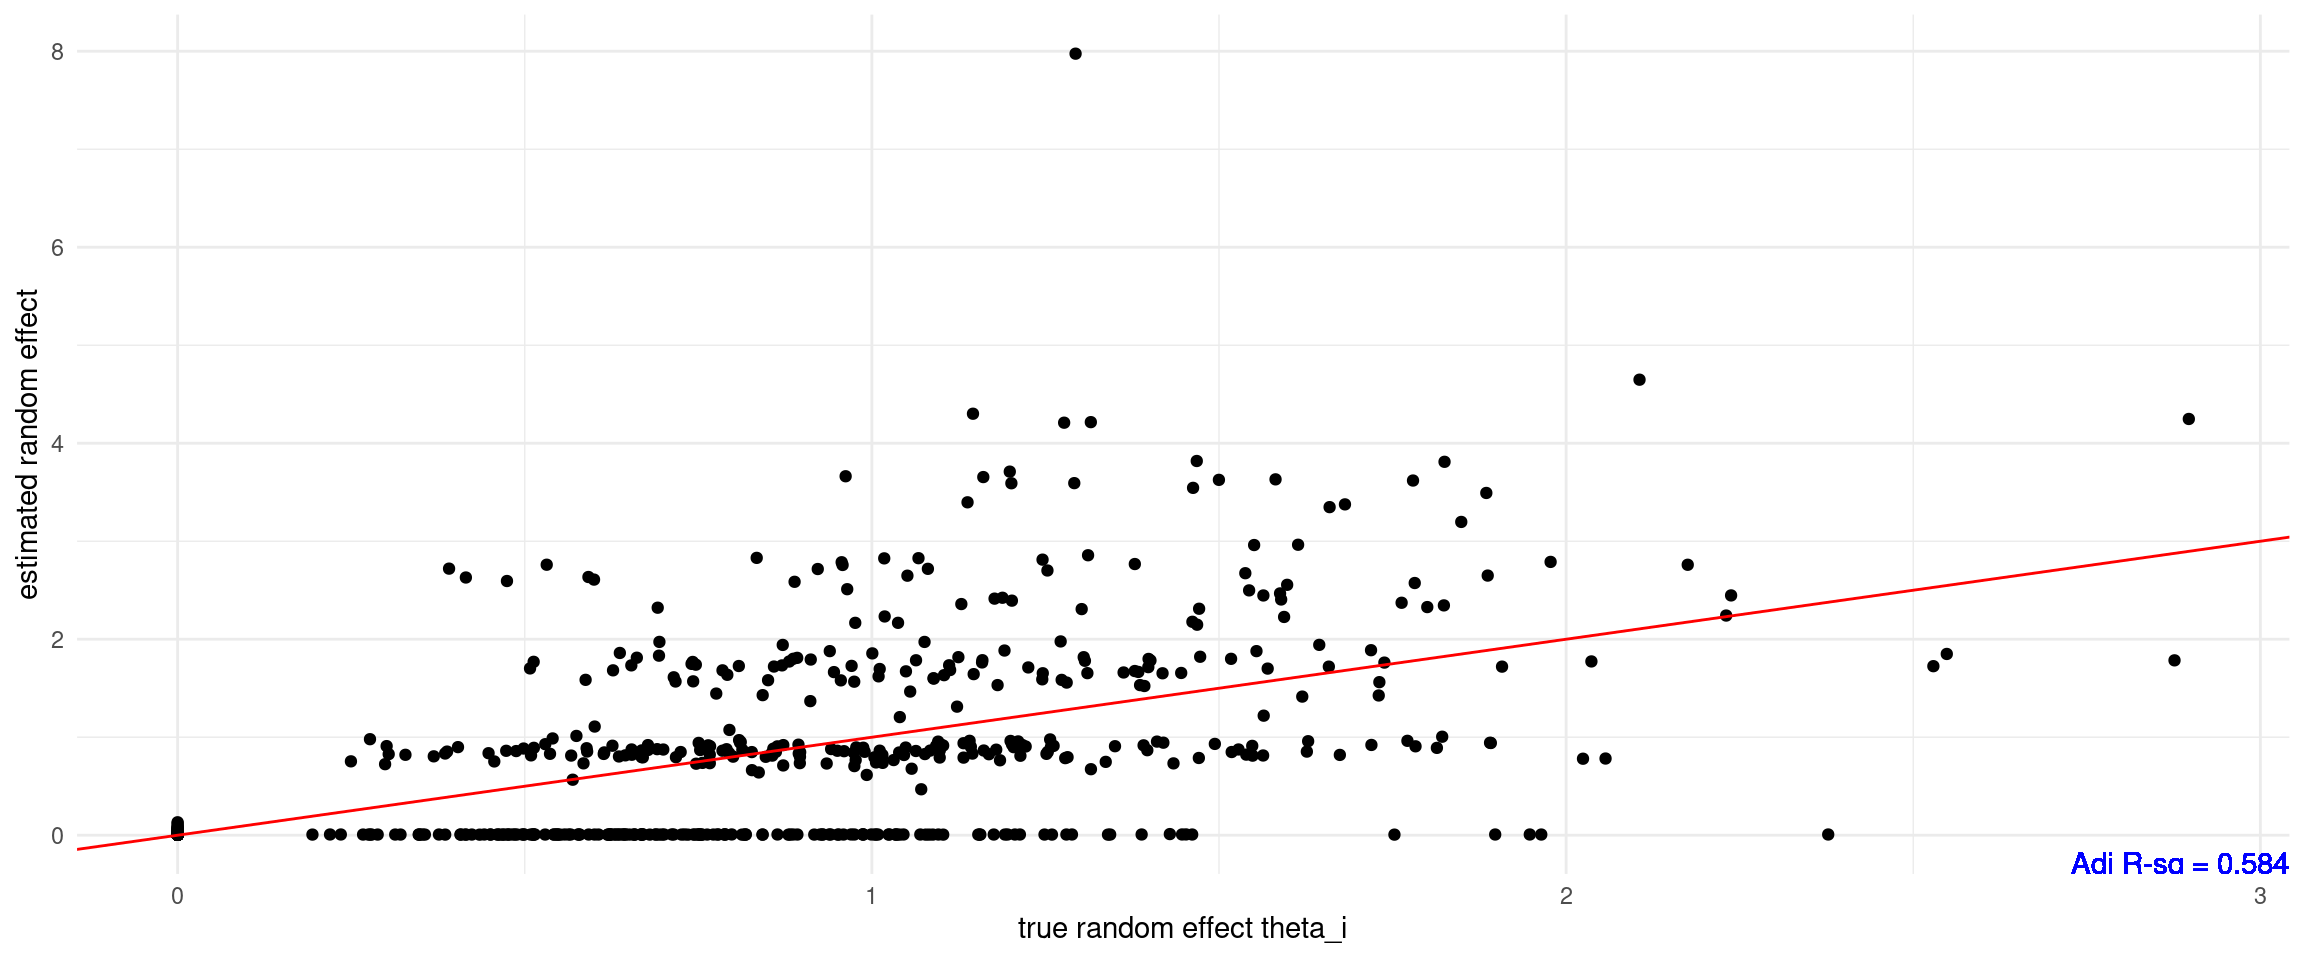 8
6
4
2
0
estimated random effect
Adj R-sq = 0.584
0 1 2 3
true random effect theta_i